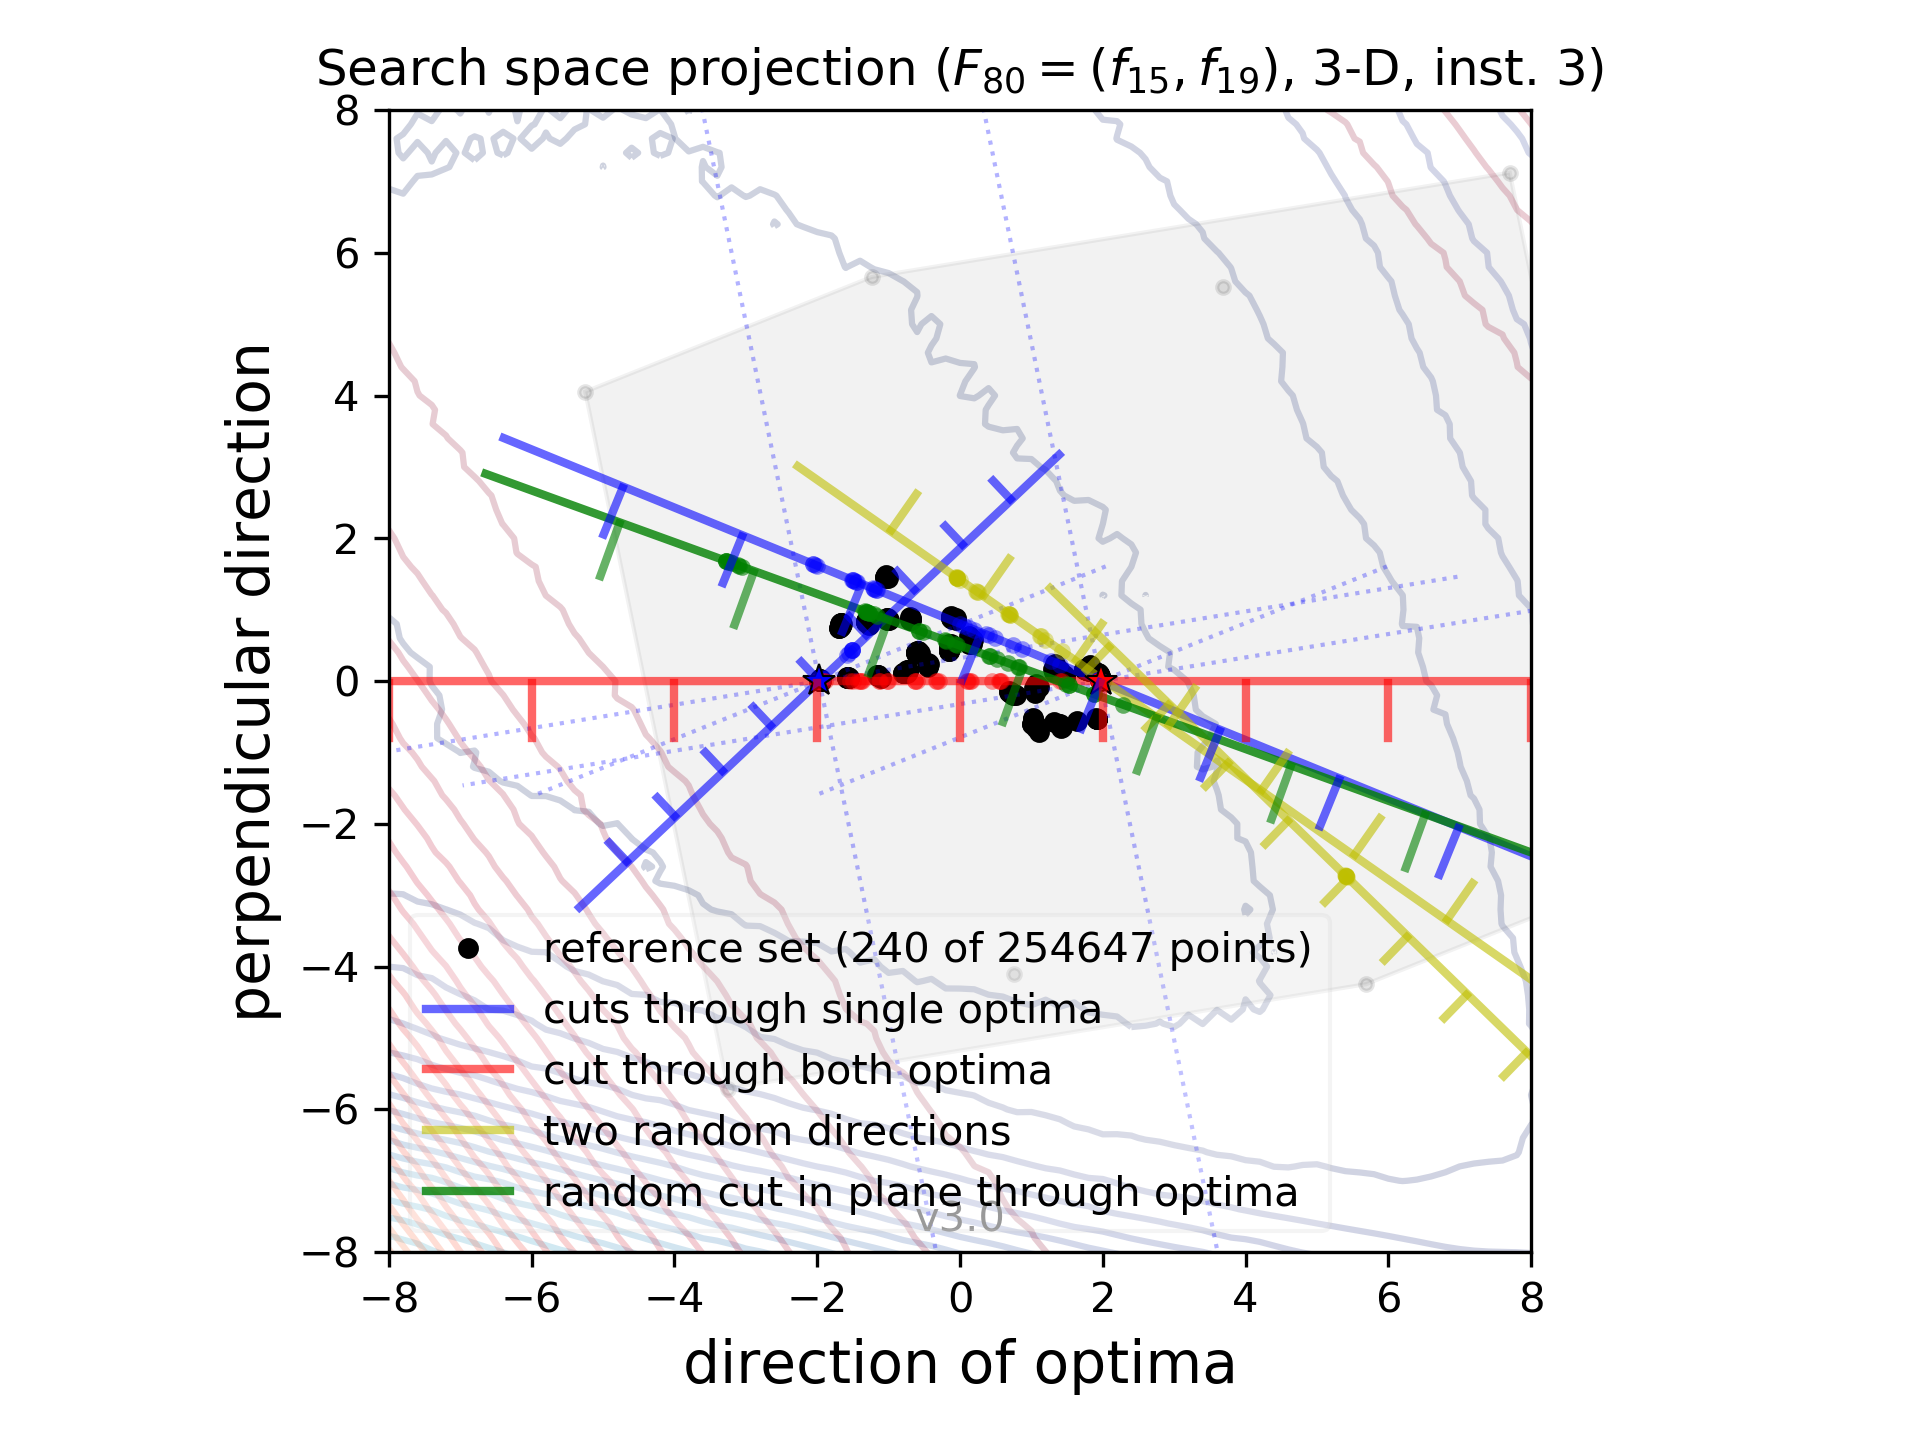 Search space projection (F80 = (f15, f19), 3-D, inst. 3)
8
6
4
2
0
−2
−4
−6
−8
perpendicular direction
reference set (240 of 254647 points)
cuts through single optima
cut through both optima
two random directions
random cut in plane through optima
v3.0
−8 −6 −4 −2 0 2 4 6 8
direction of optima